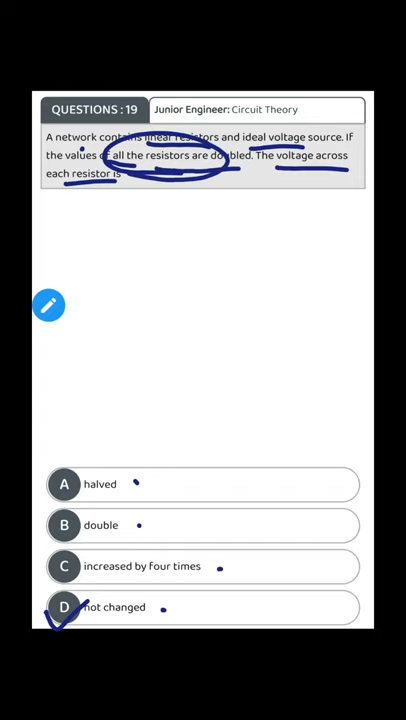 QUESTIONS : 19
Junior Engineer: Circuit Theory
A network contains linear resistors and ideal voltage source. If
the values of all the resistors are doubled. The voltage across
each resistor is
A halved
B double
C increased by four times
D not changed